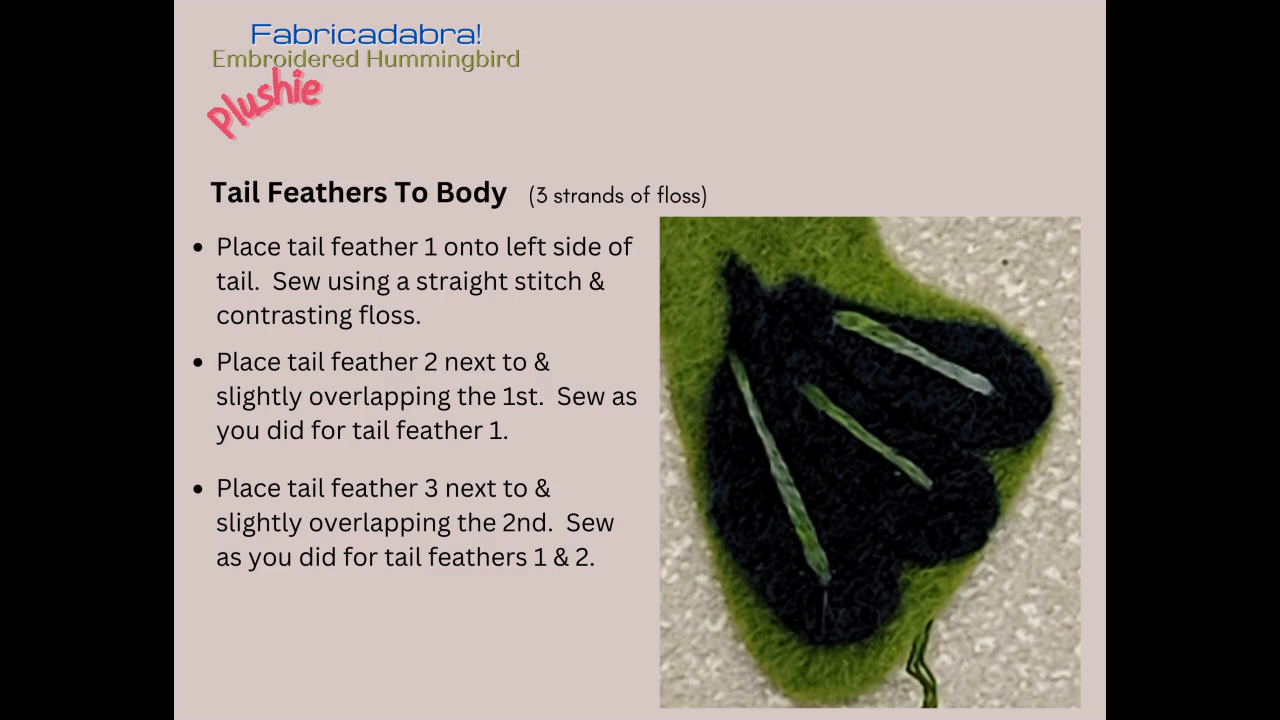 Fabricadabra!
Embroidered Hummingbird
plushie
Tail Feathers To Body (3 strands of floss)
• Place tail feather 1 onto left side of
tail. Sew using a straight stitch &
contrasting floss.
• Place tail feather 2 next to &
slightly overlapping the 1st. Sew as
you did for tail feather 1.
• Place tail feather 3 next to &
slightly overlapping the 2nd. Sew
as you did for tail feathers 1 & 2.